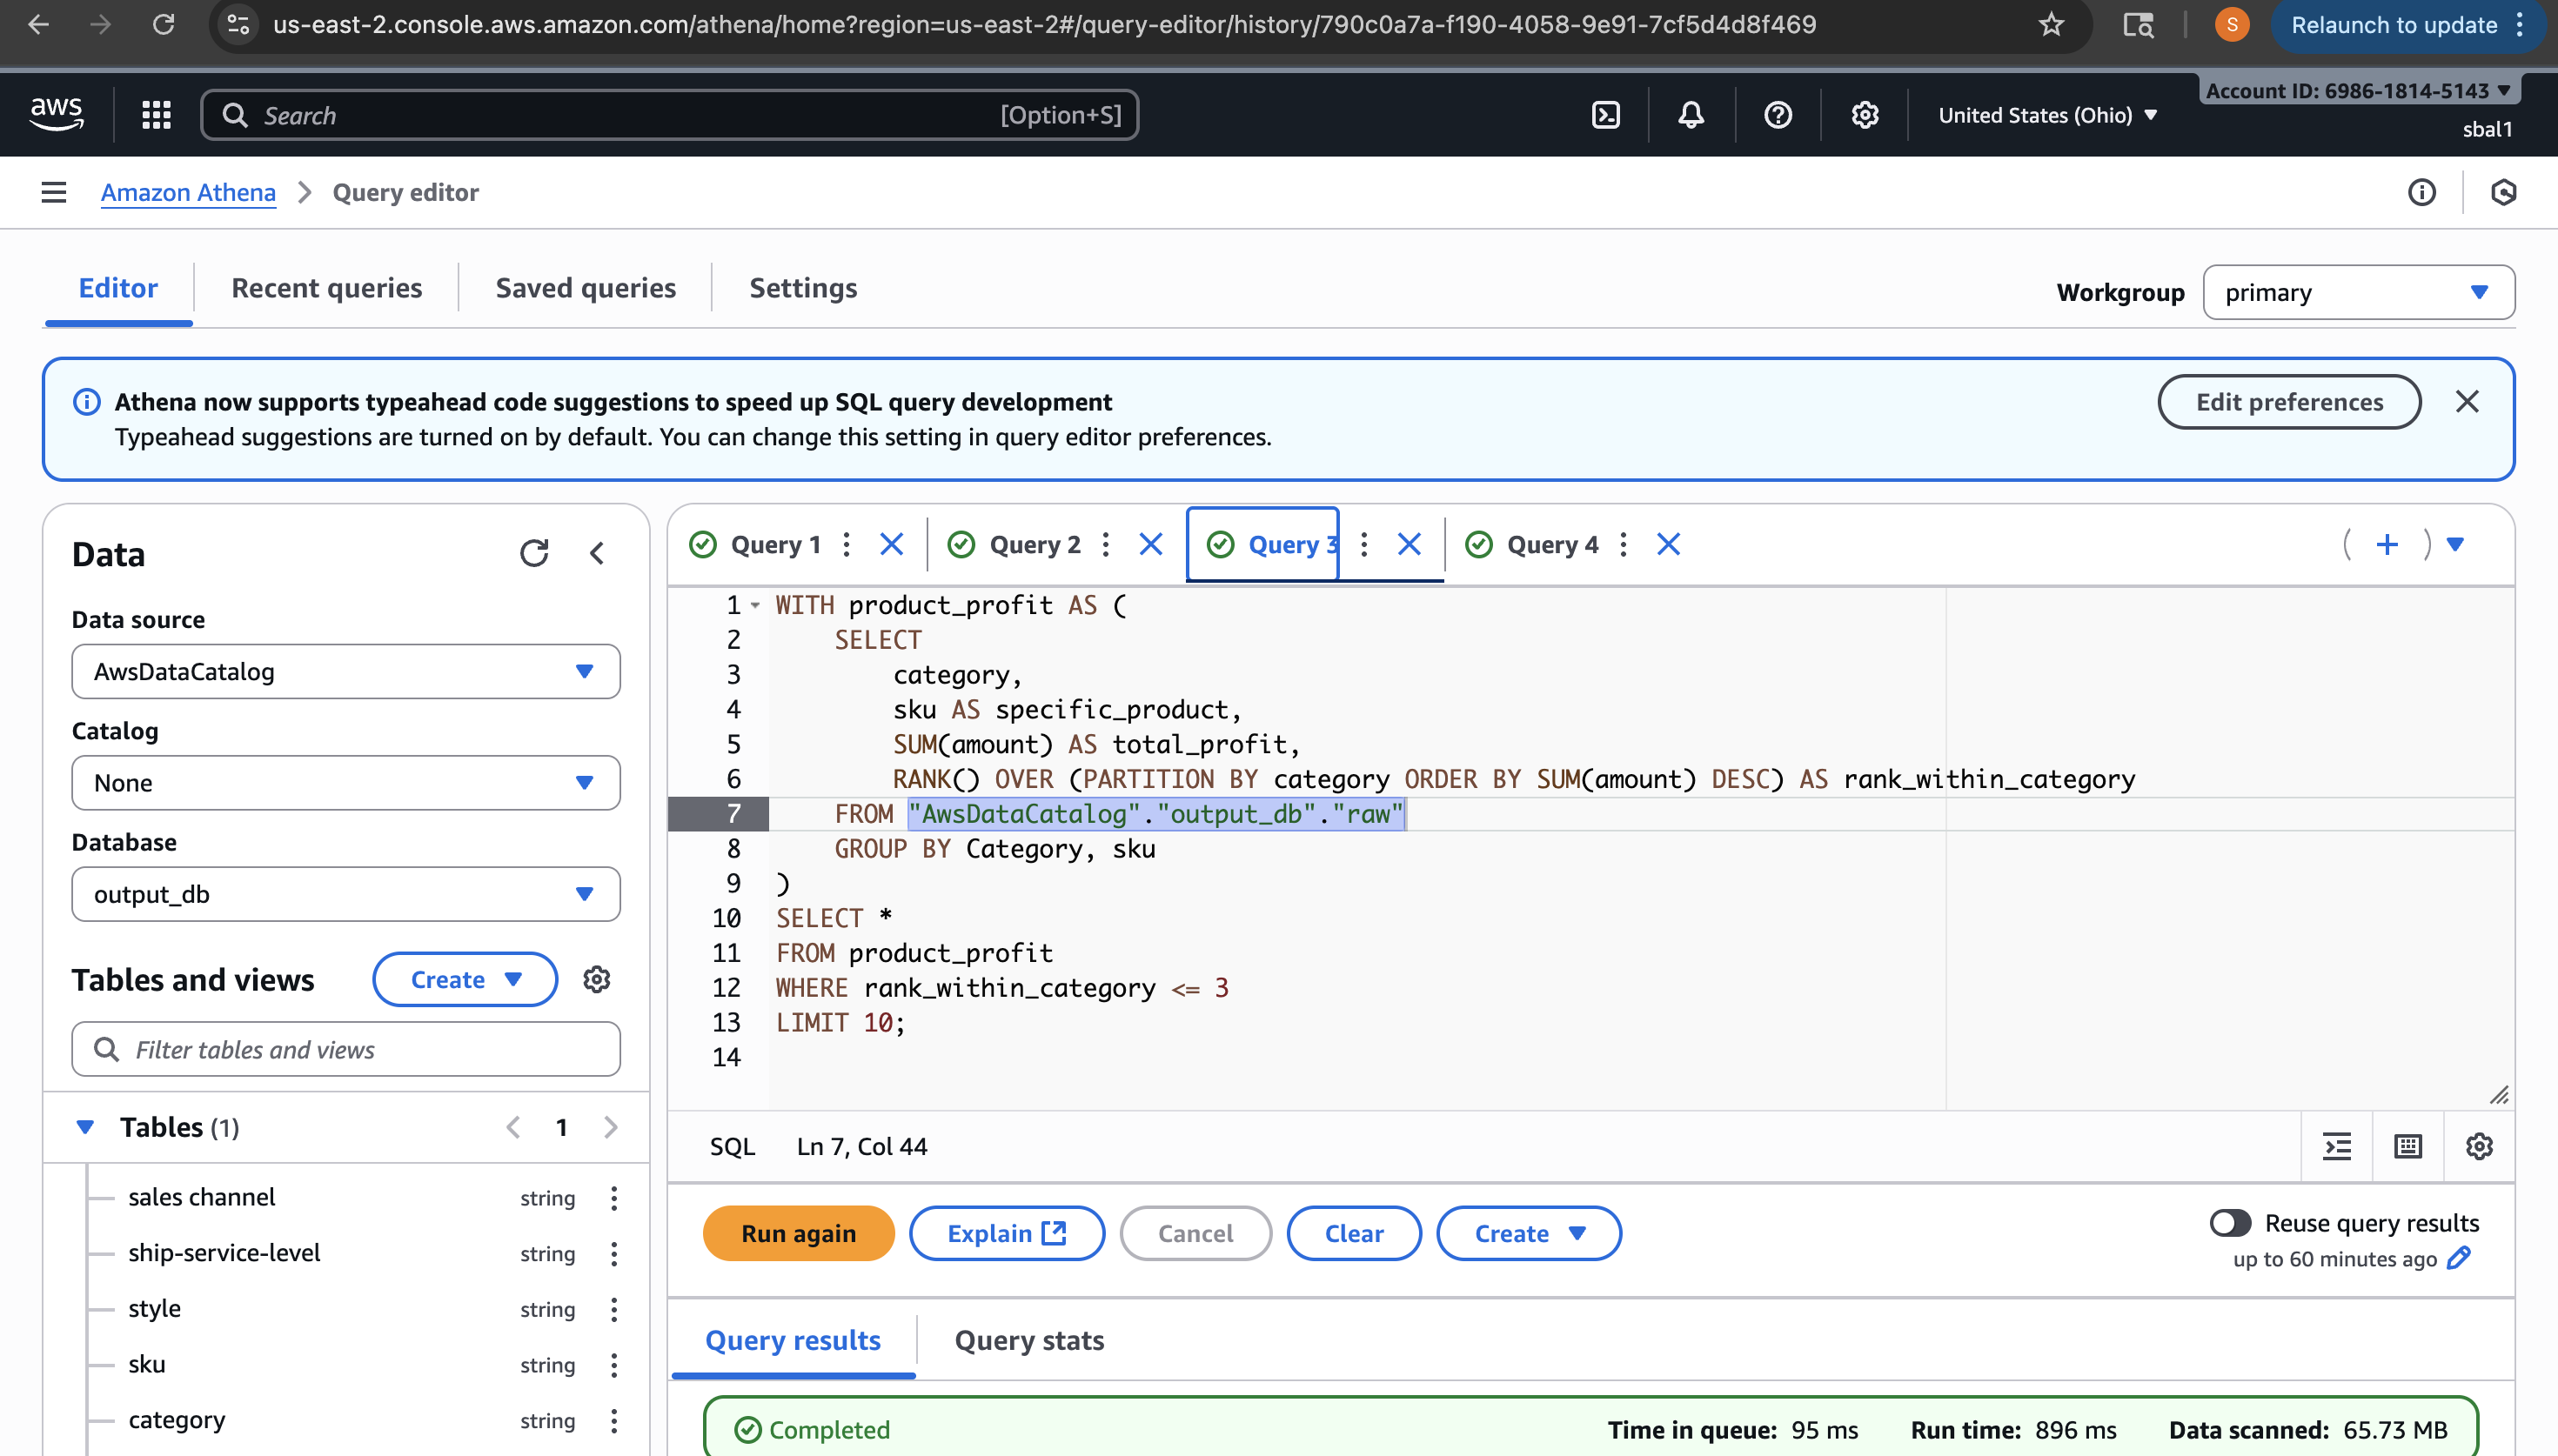 us-east-2.console.aws.amazon.com/athena/home?region=us-east-2#/query-editor/history/790c0a7a-f190-4058-9e91-7cf5d4d8f469
S
Relaunch to update
aws
Search
[Option+S]
United States (Ohio)
Account ID: 6986-1814-5143
sbal1
Amazon Athena
Query editor
Editor
Recent queries
Saved queries
Settings
Workgroup
primary
Athena now supports typeahead code suggestions to speed up SQL query development
Typeahead suggestions are turned on by default. You can change this setting in query editor preferences.
Edit preferences
Data
Data source
AwsDataCatalog
Catalog
None
Database
output_db
Tables and views
Create
Filter tables and views
Tables (1)
1
sales channel string
ship-service-level string
style string
sku string
category string
Query 1
Query 2
Query 3
Query 4
1 WITH product_profit AS (
2 SELECT
3 category,
4 sku AS specific_product,
5 SUM(amount) AS total_profit,
6 RANK() OVER (PARTITION BY category ORDER BY SUM(amount) DESC) AS rank_within_category
7 FROM "AwsDataCatalog"."output_db"."raw"
8 GROUP BY Category, sku
9 )
10 SELECT *
11 FROM product_profit
12 WHERE rank_within_category <= 3
13 LIMIT 10;
14
SQL Ln 7, Col 44
Run again
Explain
Cancel
Clear
Create
Reuse query results
up to 60 minutes ago
Query results
Query stats
Completed
Time in queue: 95 ms
Run time: 896 ms
Data scanned: 65.73 MB